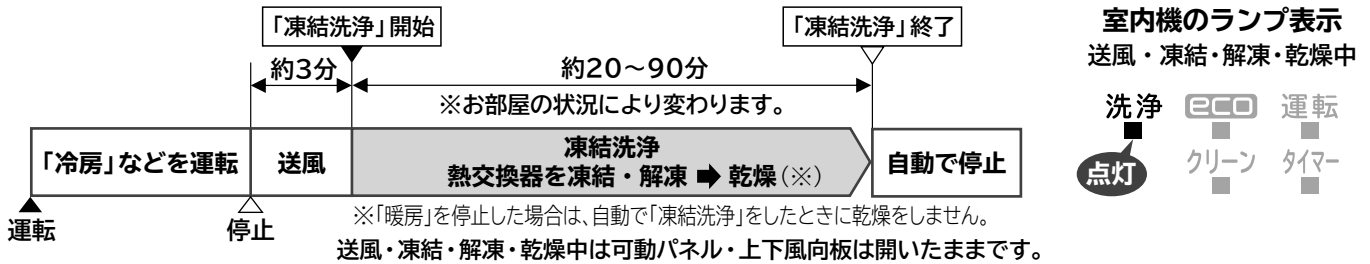 「凍結洗浄」開始
「凍結洗浄」終了
約3分
約20〜90分
※お部屋の状況により変わります。
「冷房」などを運転
送風
凍結洗浄
熱交換器を凍結・解凍 ➡ 乾燥(※)
自動で停止
運転
停止
※「暖房」を停止した場合は、自動で「凍結洗浄」をしたときに乾燥をしません。
送風・凍結・解凍・乾燥中は可動パネル・上下風向板は開いたままです。
室内機のランプ表示
送風・凍結・解凍・乾燥中
洗浄 eco 運転
点灯 クリーン タイマー